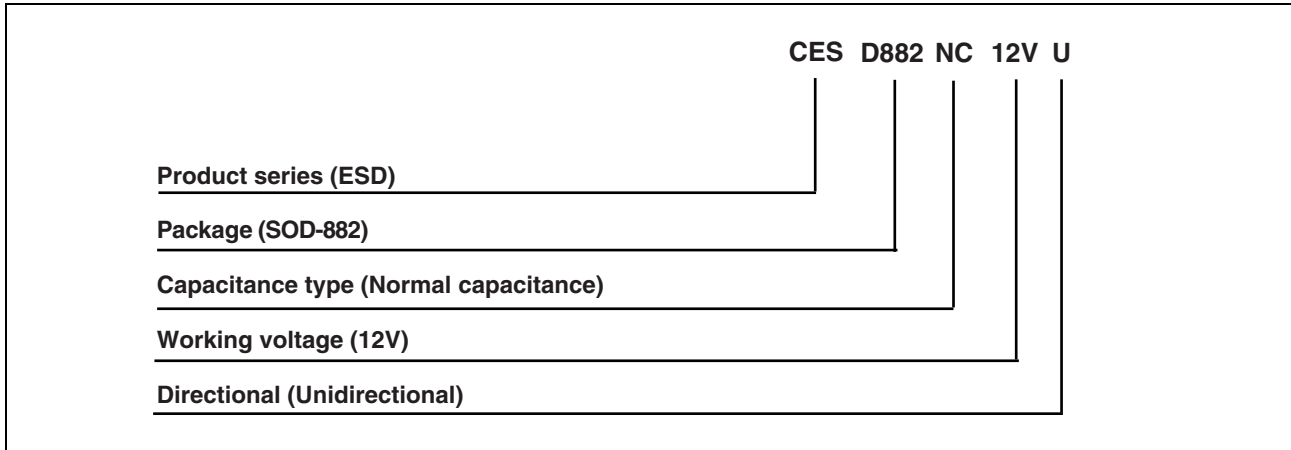 CES D882 NC 12V U
Product series (ESD)
Package (SOD-882)
Capacitance type (Normal capacitance)
Working voltage (12V)
Directional (Unidirectional)